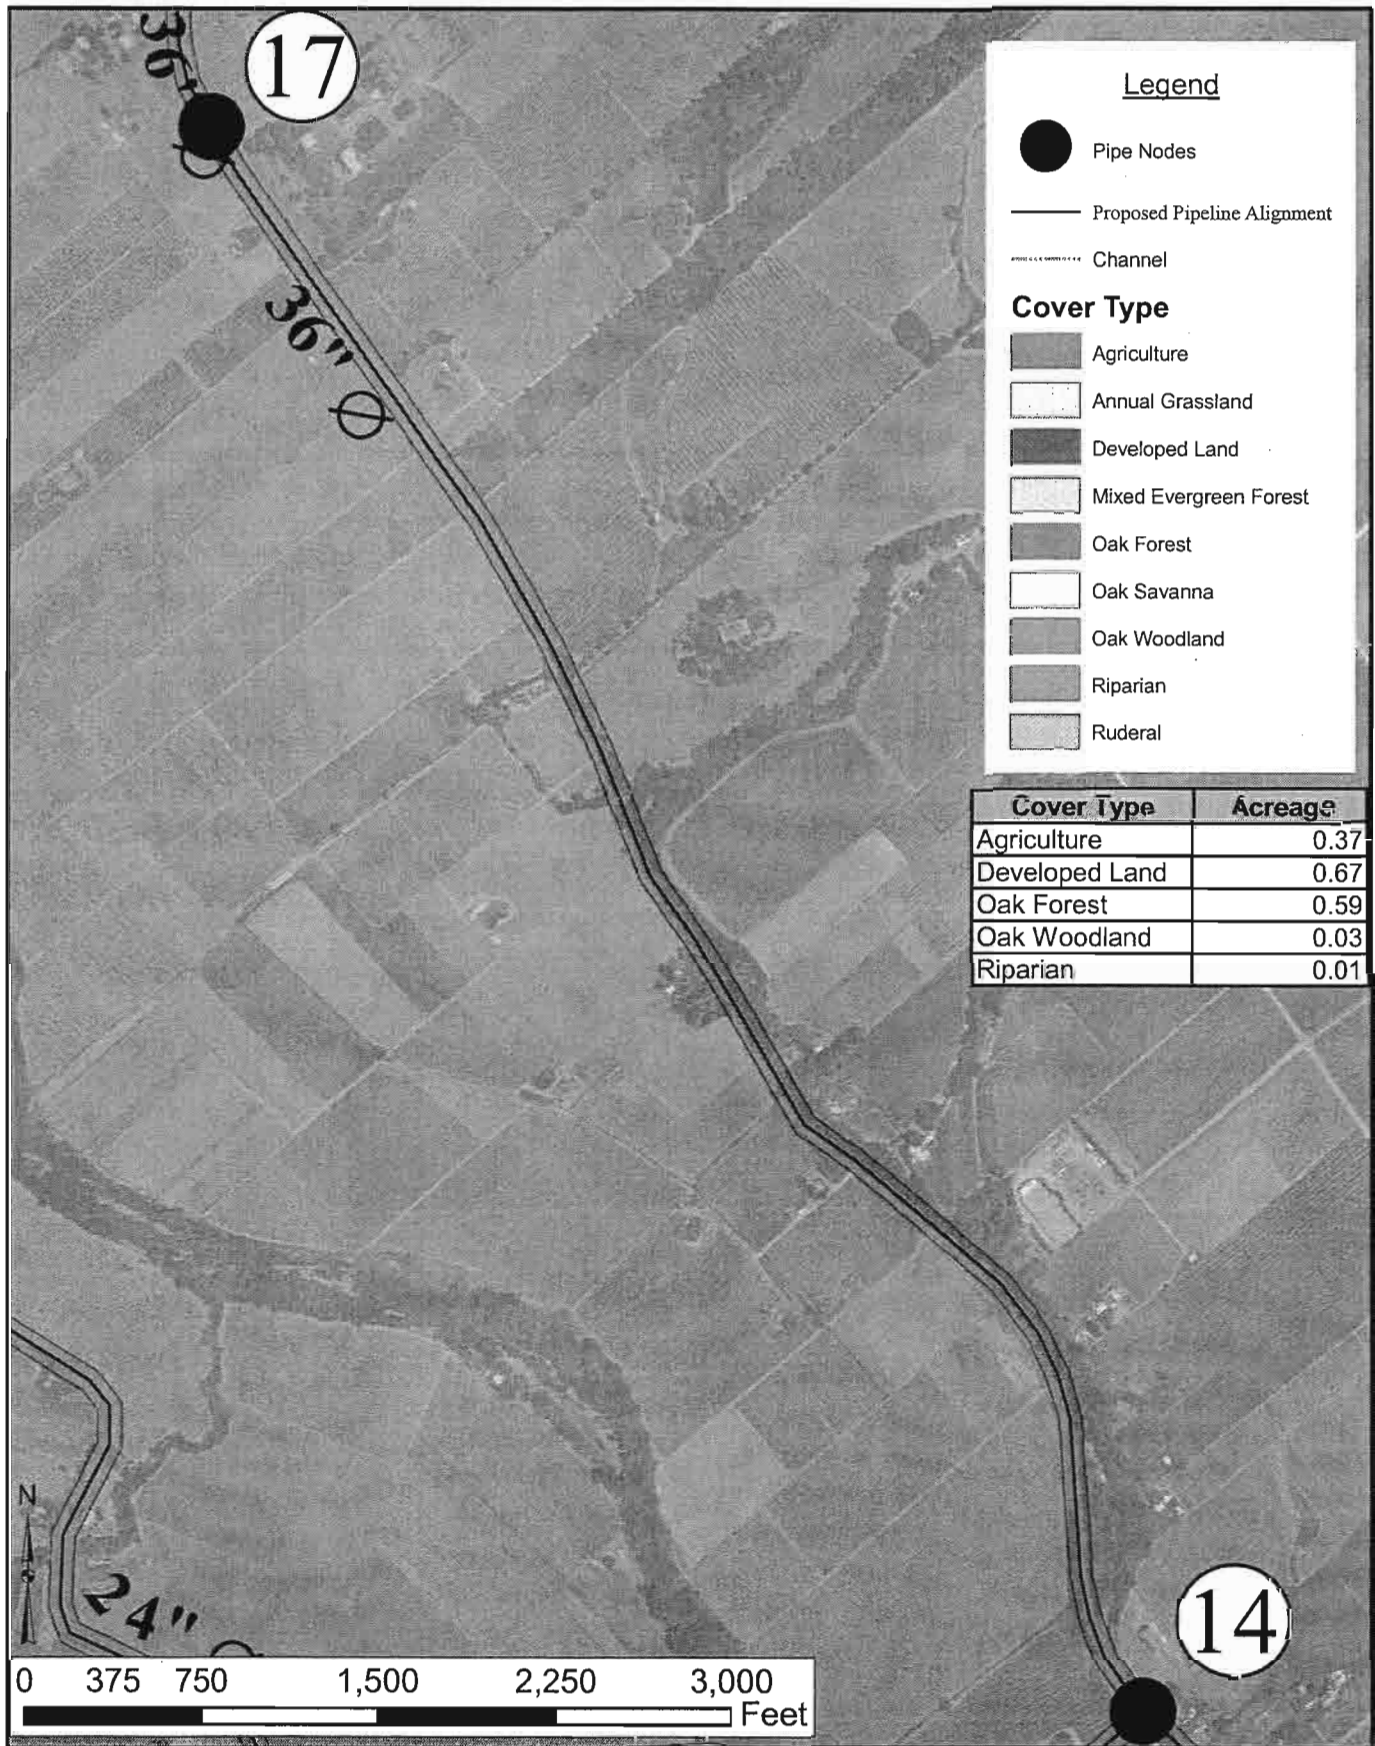 36"
17
Legend
Pipe Nodes
Proposed Pipeline Alignment
Channel
Cover Type
Agriculture
Annual Grassland
Developed Land
Mixed Evergreen Forest
Oak Forest
Oak Savanna
Oak Woodland
Riparian
Ruderal
36" Ø
Cover Type Acreage
Agriculture 0.37
Developed Land 0.67
Oak Forest 0.59
Oak Woodland 0.03
Riparian 0.01
N
24"
14
0 375 750 1,500 2,250 3,000
Feet